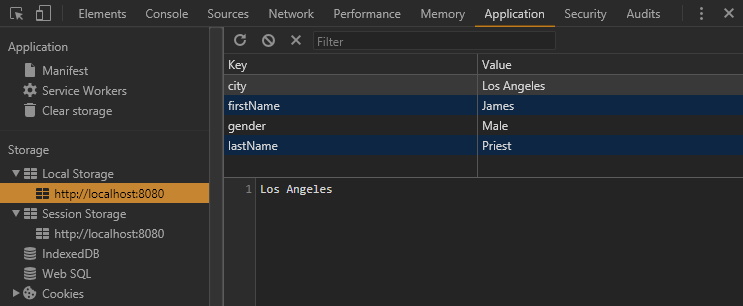 Elements Console Sources Network Performance Memory Application Security Audits
Application
Manifest
Service Workers
Clear storage
Storage
Local Storage
http://localhost:8080
Session Storage
http://localhost:8080
IndexedDB
Web SQL
Cookies
Filter
Key Value
city Los Angeles
firstName James
gender Male
lastName Priest
1 Los Angeles